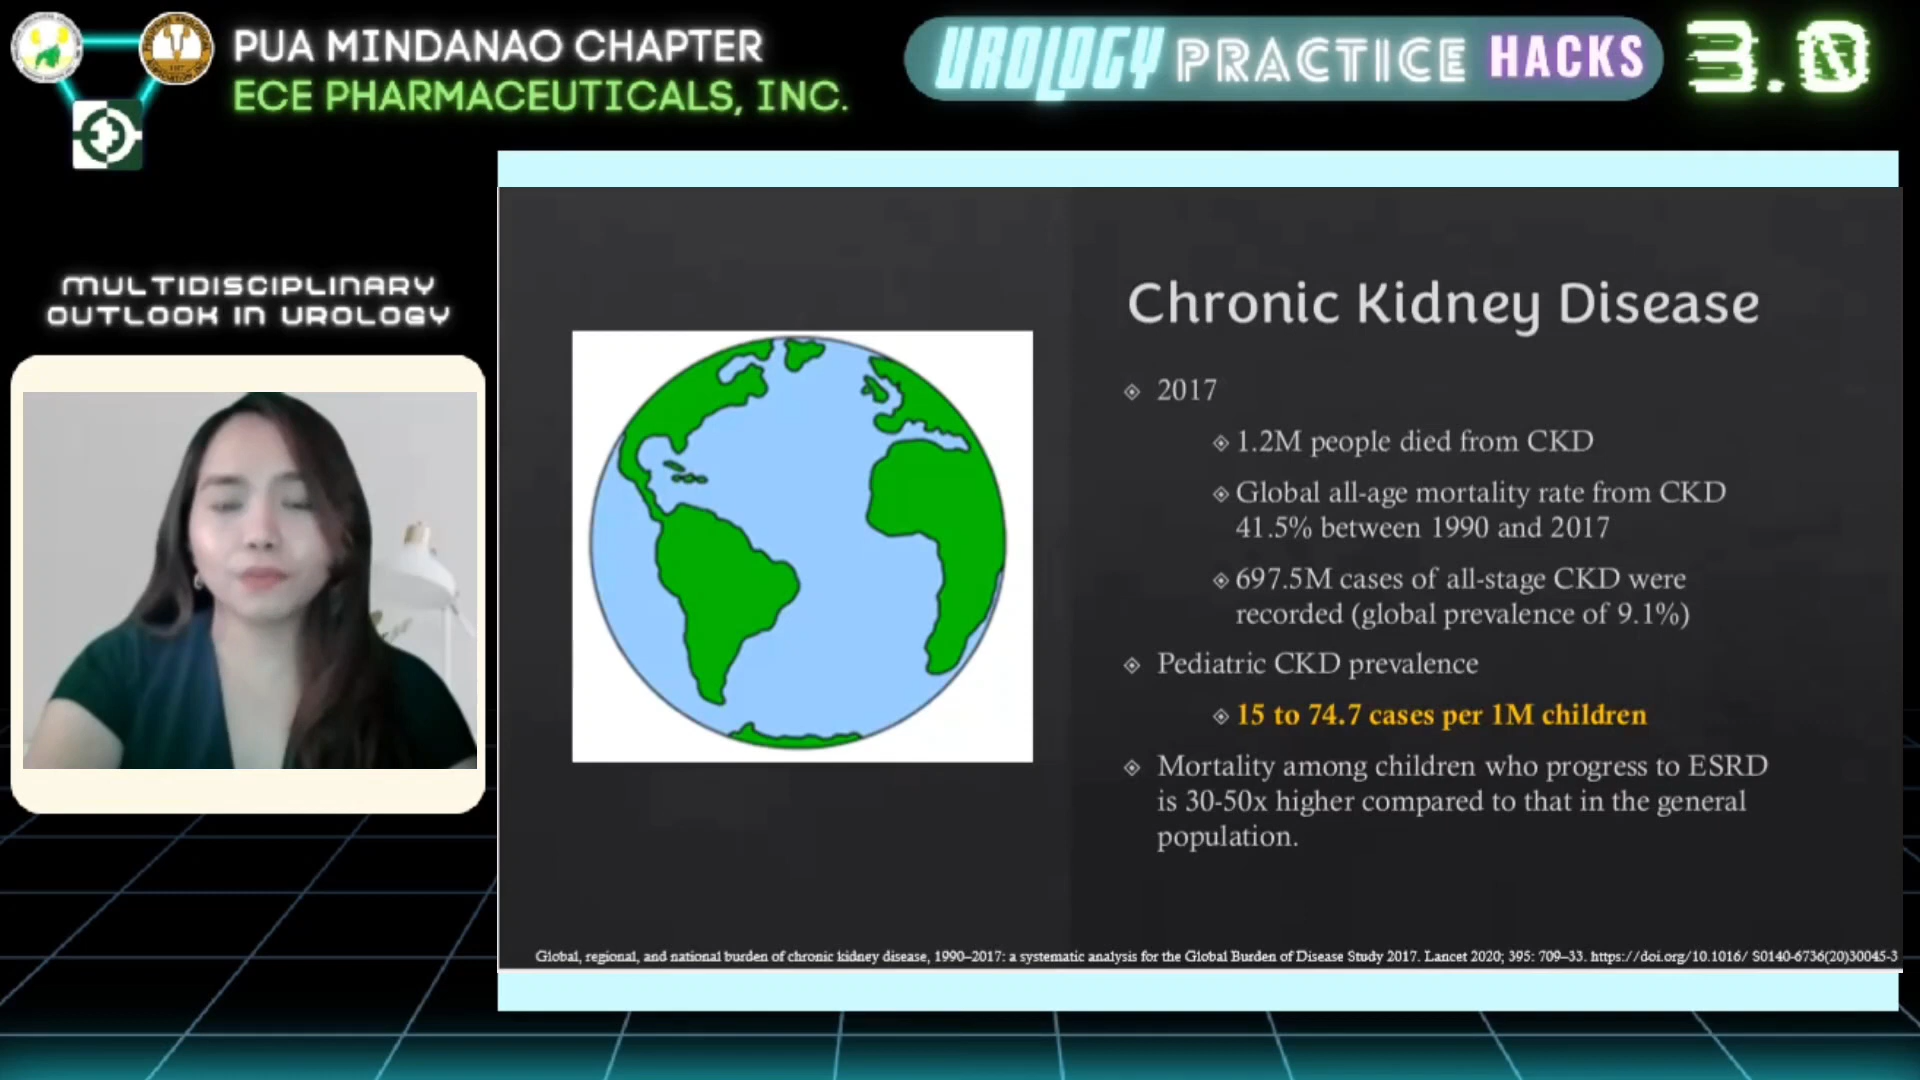 PUA MINDANAO CHAPTER
ECE PHARMACEUTICALS, INC.
UROLOGY PRACTICE HACKS 3.0
MULTIDISCIPLINARY
OUTLOOK IN UROLOGY
Chronic Kidney Disease
2017
1.2M people died from CKD
Global all-age mortality rate from CKD
41.5% between 1990 and 2017
697.5M cases of all-stage CKD were
recorded (global prevalence of 9.1%)
Pediatric CKD prevalence
15 to 74.7 cases per 1M children
Mortality among children who progress to ESRD
is 30-50x higher compared to that in the general
population.
Global, regional, and national burden of chronic kidney disease, 1990–2017: a systematic analysis for the Global Burden of Disease Study 2017. Lancet 2020; 395: 709–33. https://doi.org/10.1016/ S0140-6736(20)30045-3